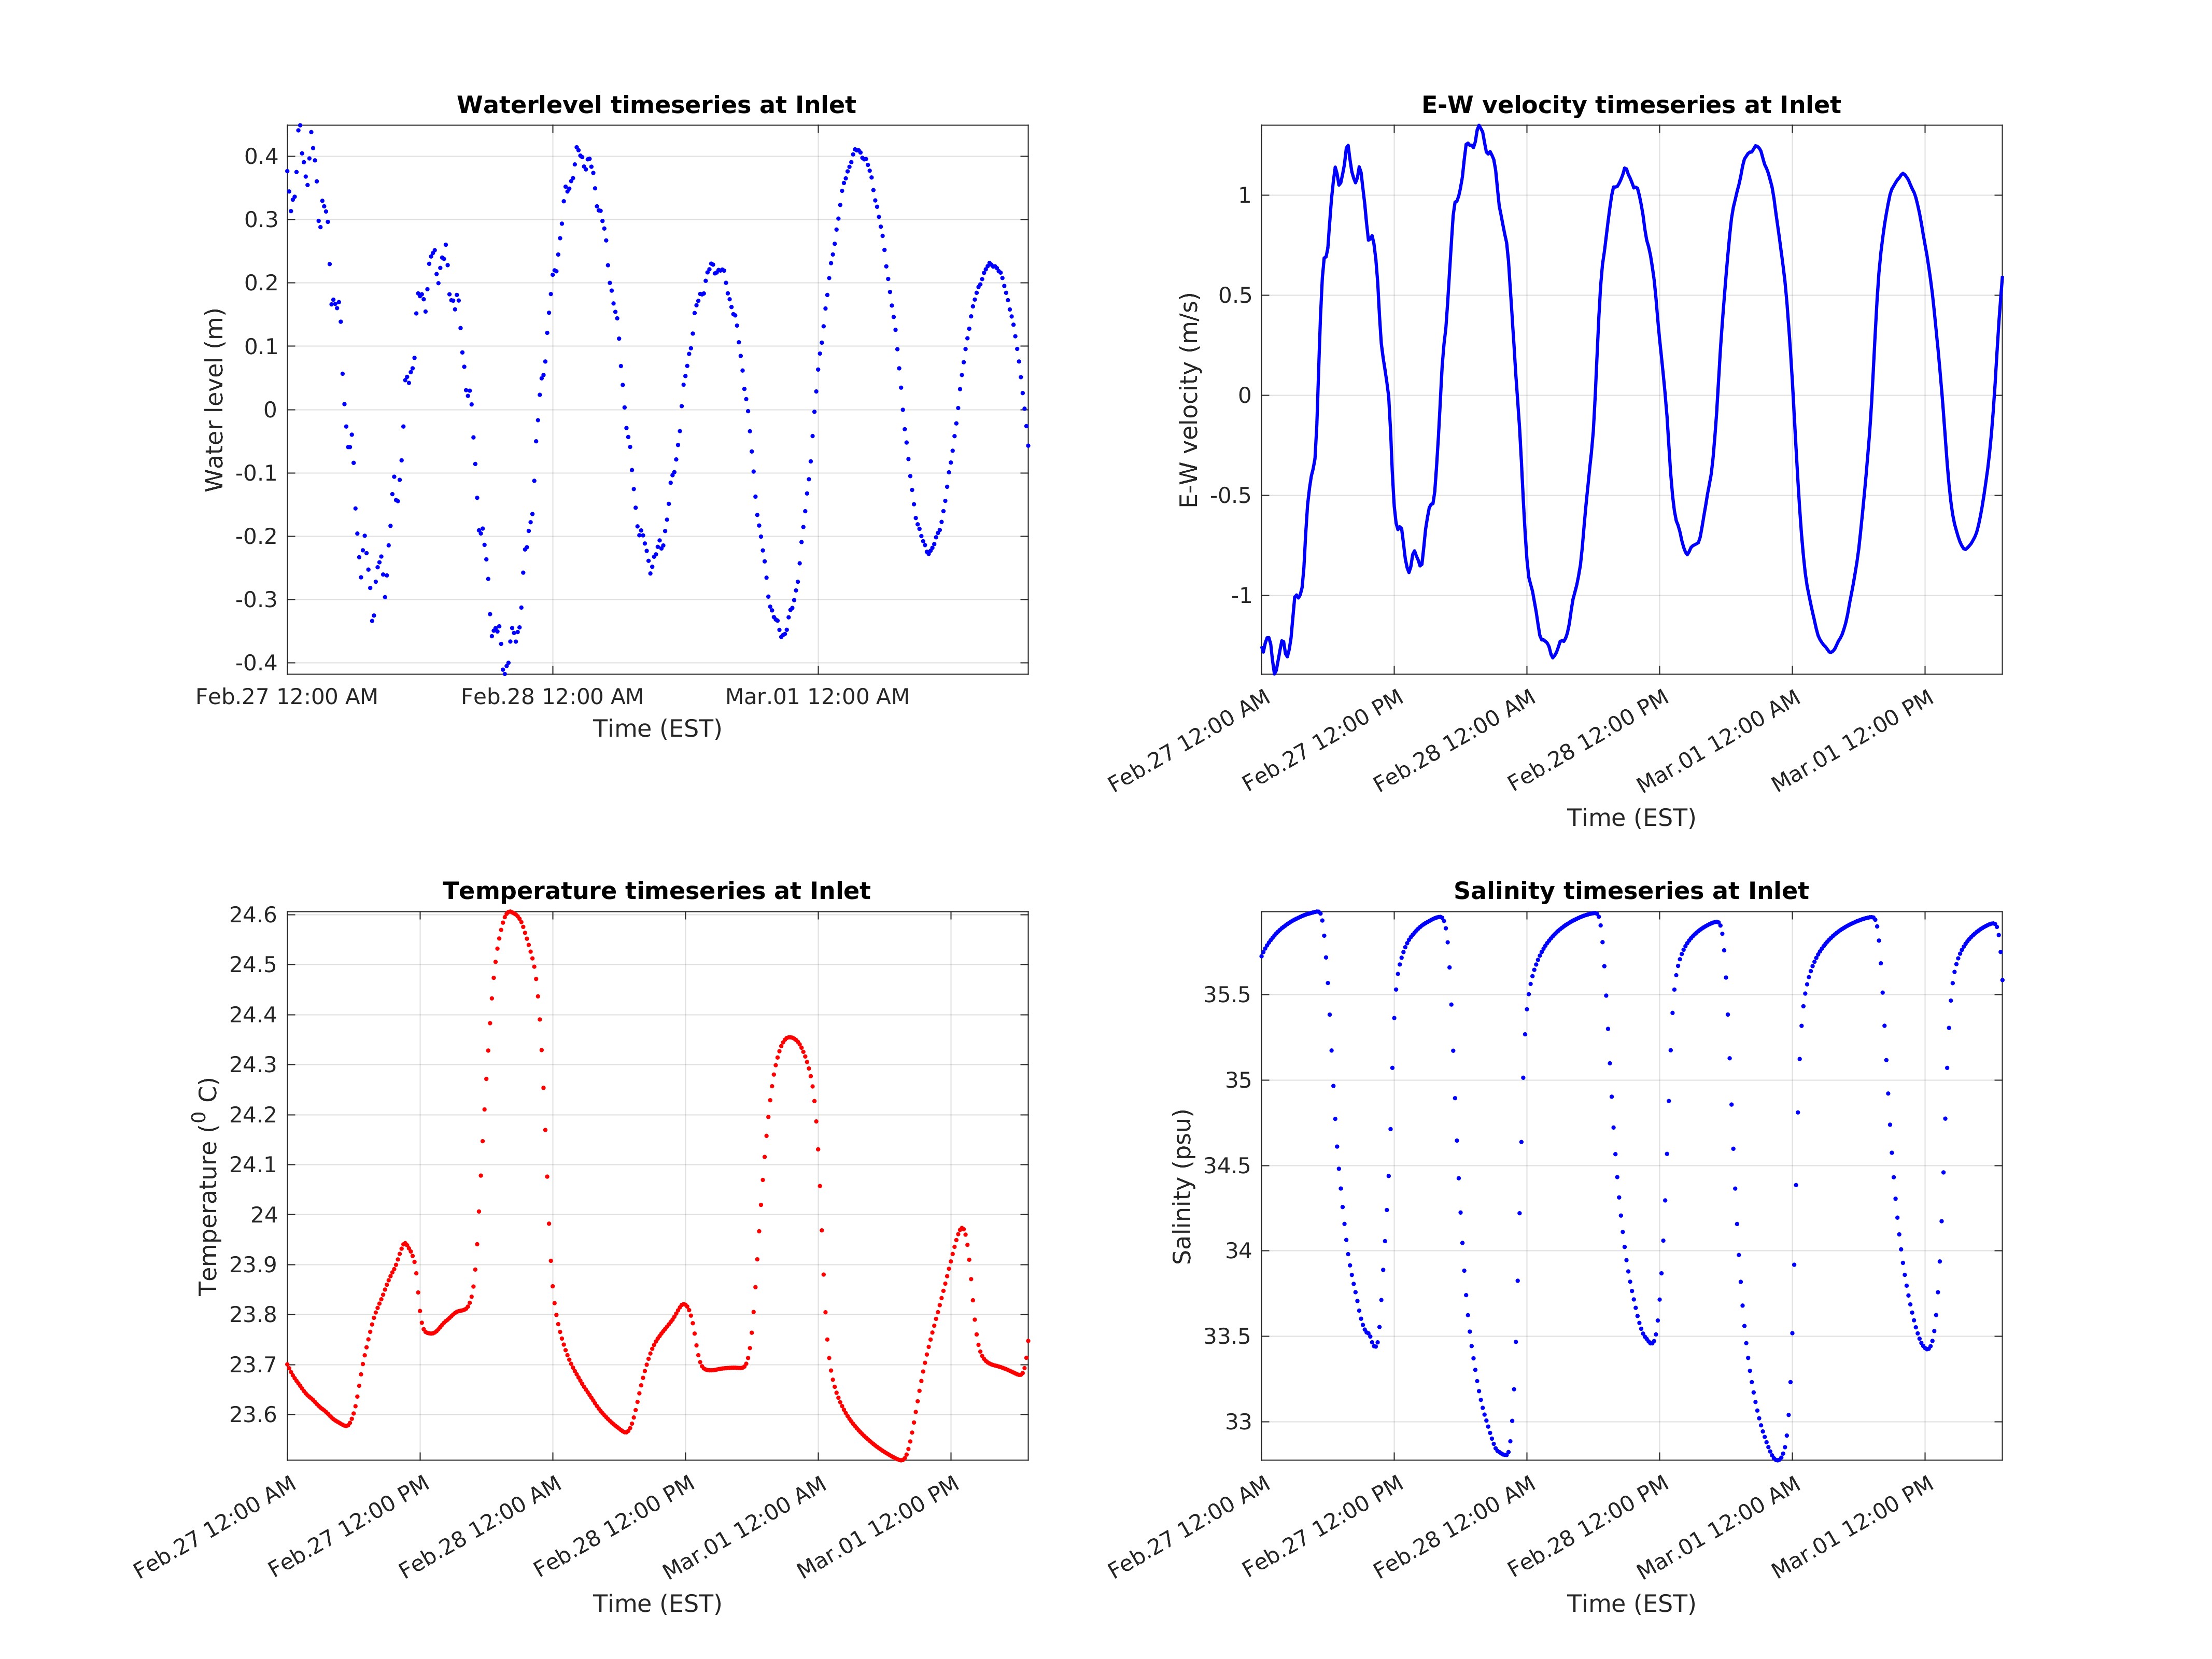 Waterlevel timeseries at Inlet
Water level (m)
0.4
0.3
0.2
0.1
0
-0.1
-0.2
-0.3
-0.4
Feb.27 12:00 AM
Feb.28 12:00 AM
Mar.01 12:00 AM
Time (EST)
E-W velocity timeseries at Inlet
E-W velocity (m/s)
1
0.5
0
-0.5
-1
Feb.27 12:00 AM
Feb.27 12:00 PM
Feb.28 12:00 AM
Feb.28 12:00 PM
Mar.01 12:00 AM
Mar.01 12:00 PM
Time (EST)
Temperature timeseries at Inlet
Temperature (⁰ C)
24.6
24.5
24.4
24.3
24.2
24.1
24
23.9
23.8
23.7
23.6
Feb.27 12:00 AM
Feb.27 12:00 PM
Feb.28 12:00 AM
Feb.28 12:00 PM
Mar.01 12:00 AM
Mar.01 12:00 PM
Time (EST)
Salinity timeseries at Inlet
Salinity (psu)
35.5
35
34.5
34
33.5
33
Feb.27 12:00 AM
Feb.27 12:00 PM
Feb.28 12:00 AM
Feb.28 12:00 PM
Mar.01 12:00 AM
Mar.01 12:00 PM
Time (EST)